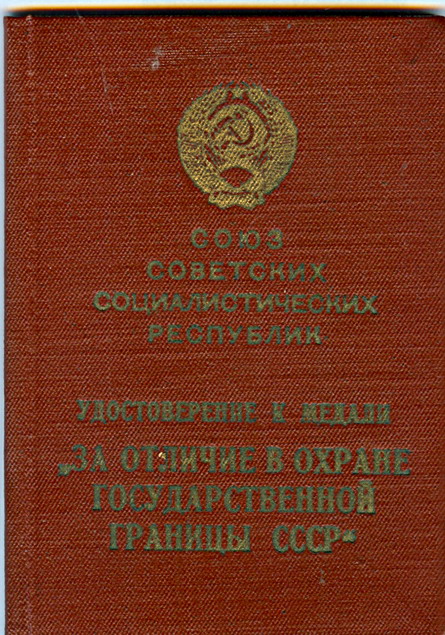 СОЮЗ
СОВЕТСКИХ
СОЦИАЛИСТИЧЕСКИХ
РЕСПУБЛИК
УДОСТОВЕРЕНИЕ К МЕДАЛИ
„ЗА ОТЛИЧИЕ В ОХРАНЕ
ГОСУДАРСТВЕННОЙ
ГРАНИЦЫ СССР“